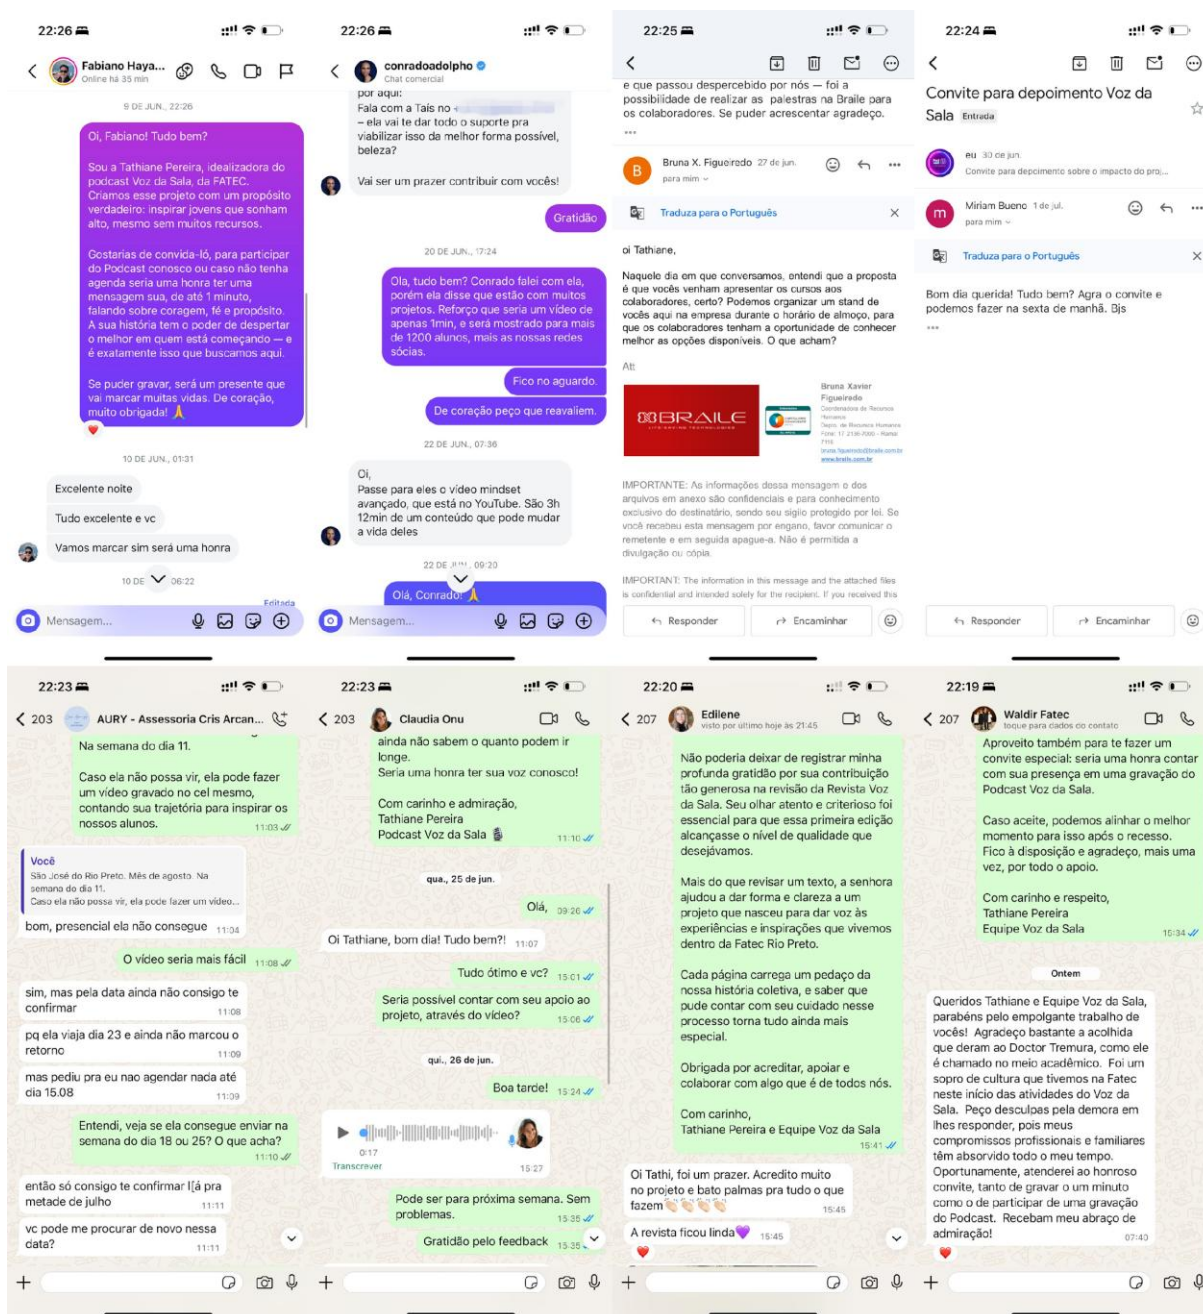 22:26
Fabiano Haya...
Online há 35 min
9 DE JUN., 22:26
Oi, Fabiano! Tudo bem?
Sou a Tathiane Pereira, idealizadora do
podcast Voz da Sala, da FATEC.
Criamos esse projeto com um propósito
verdadeiro: inspirar jovens que sonham
alto, mesmo sem muitos recursos.
Gostarias de convida-ló, para participar
do Podcast conosco ou caso não tenha
agenda seria uma honra ter uma
mensagem sua, de até 1 minuto,
falando sobre coragem, fé e propósito.
A sua história tem o poder de despertar
o melhor em quem está começando — e
é exatamente isso que buscamos aqui.
Se puder gravar, será um presente que
vai marcar muitas vidas. De coração,
muito obrigada! 🙏
10 DE JUN., 01:31
Excelente noite
Tudo excelente e vc
Vamos marcar sim será uma honra
10 DE 06:22
Editada
Mensagem...
22:26
conradoadolpho
Chat comercial
por aqui:
Fala com a Taís no +
– ela vai te dar todo o suporte pra
viabilizar isso da melhor forma possível,
beleza?
Vai ser um prazer contribuir com vocês!
Gratidão
20 DE JUN., 17:24
Ola, tudo bem? Conrado falei com ela,
porém ela disse que estão com muitos
projetos. Reforço que seria um vídeo de
apenas 1min, e será mostrado para mais
de 1200 alunos, mais as nossas redes
sócias.
Fico no aguardo.
De coração peço que reavaliem.
22 DE JUN., 07:36
Oi,
Passe para eles o vídeo mindset
avançado, que está no YouTube. São 3h
12min de um conteúdo que pode mudar
a vida deles
22 DE JUN., 09:20
Olá, Conrado! 🙏
Mensagem...
22:25
e que passou despercebido por nós — foi a
possibilidade de realizar as palestras na Braile para
os colaboradores. Se puder acrescentar agradeço.
...
B
Bruna X. Figueiredo 27 de jun.
para mim
Traduza para o Português
oi Tathiane,
Naquele dia em que conversamos, entendi que a proposta
é que vocês venham apresentar os cursos aos
colaboradores, certo? Podemos organizar um stand de
vocês aqui na empresa durante o horário de almoço, para
que os colaboradores tenham a oportunidade de conhecer
melhor as opções disponíveis. O que acham?
Att
BRAILE
Bruna Xavier
Figueiredo
Coordenadora de Recursos
Humanos
Depto. de Recursos Humanos
bruna.figueiredo@braile.com.br
www.braile.com.br
IMPORTANTE: As informações dessa mensagem e dos
arquivos em anexo são confidenciais e para conhecimento
exclusivo do destinatário, sendo seu sigilo protegido por lei. Se
você recebeu esta mensagem por engano, favor comunicar o
remetente e em seguida apague-a. Não é permitida a
divulgação ou cópia.
IMPORTANT: The information in this message and the attached files
is confidential and intended solely for the recipient. If you received this
Responder
Encaminhar
22:24
Convite para depoimento Voz da
Sala Entrada
eu 30 de jun.
Convite para depoimento sobre o impacto do proj...
m
Miriam Bueno 1 de jul.
para mim
Traduza para o Português
Bom dia querida! Tudo bem? Agra o convite e
podemos fazer na sexta de manhã. Bjs
...
Responder
Encaminhar
22:23
203
AURY - Assessoria Cris Arcan...
Na semana do dia 11.
Caso ela não possa vir, ela pode fazer
um vídeo gravado no cel mesmo,
contando sua trajetória para inspirar os
nossos alunos. 11:03
Você
São José do Rio Preto. Mês de agosto. Na
semana do dia 11.
Caso ela não possa vir, ela pode fazer um vídeo...
bom, presencial ela não consegue 11:04
O vídeo seria mais fácil 11:08
sim, mas pela data ainda não consigo te
confirmar 11:08
pq ela viaja dia 23 e ainda não marcou o
retorno 11:09
mas pediu pra eu nao agendar nada até
dia 15.08 11:09
Entendi, veja se ela consegue enviar na
semana do dia 18 ou 25? O que acha?
11:10
então só consigo te confirmar l[á pra
metade de julho 11:11
vc pode me procurar de novo nessa
data? 11:11
22:23
203
Claudia Onu
ainda não sabem o quanto podem ir
longe.
Seria uma honra ter sua voz conosco!
Com carinho e admiração,
Tathiane Pereira
Podcast Voz da Sala 🎙️ 11:10
qua., 25 de jun.
Olá, 09:26
Oi Tathiane, bom dia! Tudo bem?! 11:07
Tudo ótimo e vc? 15:01
Seria possível contar com seu apoio ao
projeto, através do vídeo? 15:06
qui., 26 de jun.
Boa tarde! 15:24
0:17
Transcrever
15:27
Pode ser para próxima semana. Sem
problemas. 15:35
Gratidão pelo feedback 15:35
22:20
207
Edilene
visto por último hoje às 21:45
Não poderia deixar de registrar minha
profunda gratidão por sua contribuição
tão generosa na revisão da Revista Voz
da Sala. Seu olhar atento e criterioso foi
essencial para que essa primeira edição
alcançasse o nível de qualidade que
desejávamos.
Mais do que revisar um texto, a senhora
ajudou a dar forma e clareza a um
projeto que nasceu para dar voz às
experiências e inspirações que vivemos
dentro da Fatec Rio Preto.
Cada página carrega um pedaço da
nossa história coletiva, e saber que
pude contar com seu cuidado nesse
processo torna tudo ainda mais
especial.
Obrigada por acreditar, apoiar e
colaborar com algo que é de todos nós.
Com carinho,
Tathiane Pereira e Equipe Voz da Sala
15:41
Oi Tathi, foi um prazer. Acredito muito
no projeto e bato palmas pra tudo o que
fazem👏🏻👏🏻👏🏻👏🏻 15:45
A revista ficou linda💜 15:45
22:19
207
Waldir Fatec
toque para dados do contato
Aproveito também para te fazer um
convite especial: seria uma honra contar
com sua presença em uma gravação do
Podcast Voz da Sala.
Caso aceite, podemos alinhar o melhor
momento para isso após o recesso.
Fico à disposição e agradeço, mais uma
vez, por todo o apoio.
Com carinho e respeito,
Tathiane Pereira
Equipe Voz da Sala 15:34
Ontem
Queridos Tathiane e Equipe Voz da Sala,
parabéns pelo empolgante trabalho de
vocês! Agradeço bastante a acolhida
que deram ao Doctor Tremura, como ele
é chamado no meio acadêmico. Foi um
sopro de cultura que tivemos na Fatec
neste início das atividades do Voz da
Sala. Peço desculpas pela demora em
lhes responder, pois meus
compromissos profissionais e familiares
têm absorvido todo o meu tempo.
Oportunamente, atenderei ao honroso
convite, tanto de gravar o um minuto
como o de participar de uma gravação
do Podcast. Recebam meu abraço de
admiração! 07:40